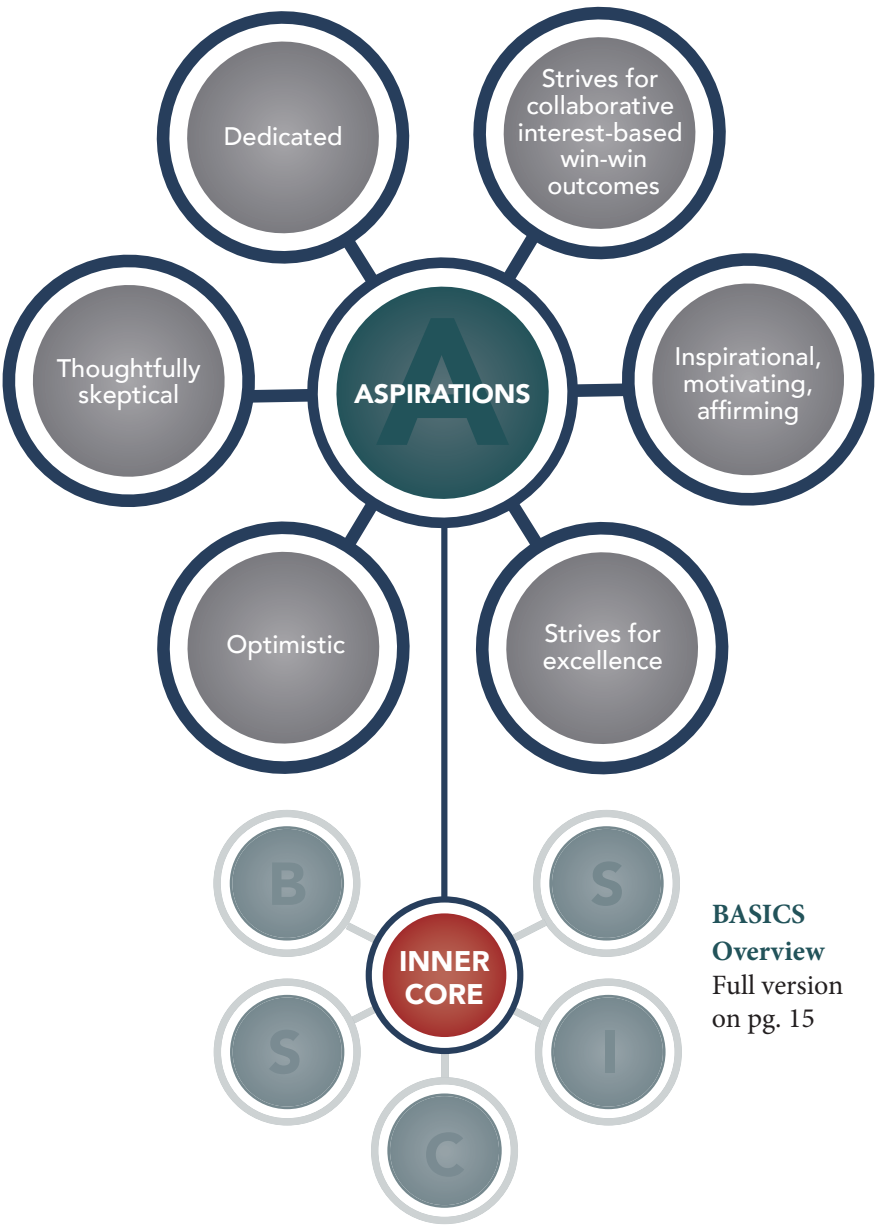 Dedicated
Strives for
collaborative
interest-based
win-win
outcomes
Thoughtfully
skeptical
A
ASPIRATIONS
Inspirational,
motivating,
affirming
Optimistic
Strives for
excellence
B
S
INNER
CORE
S
I
C
BASICS
Overview
Full version
on pg. 15